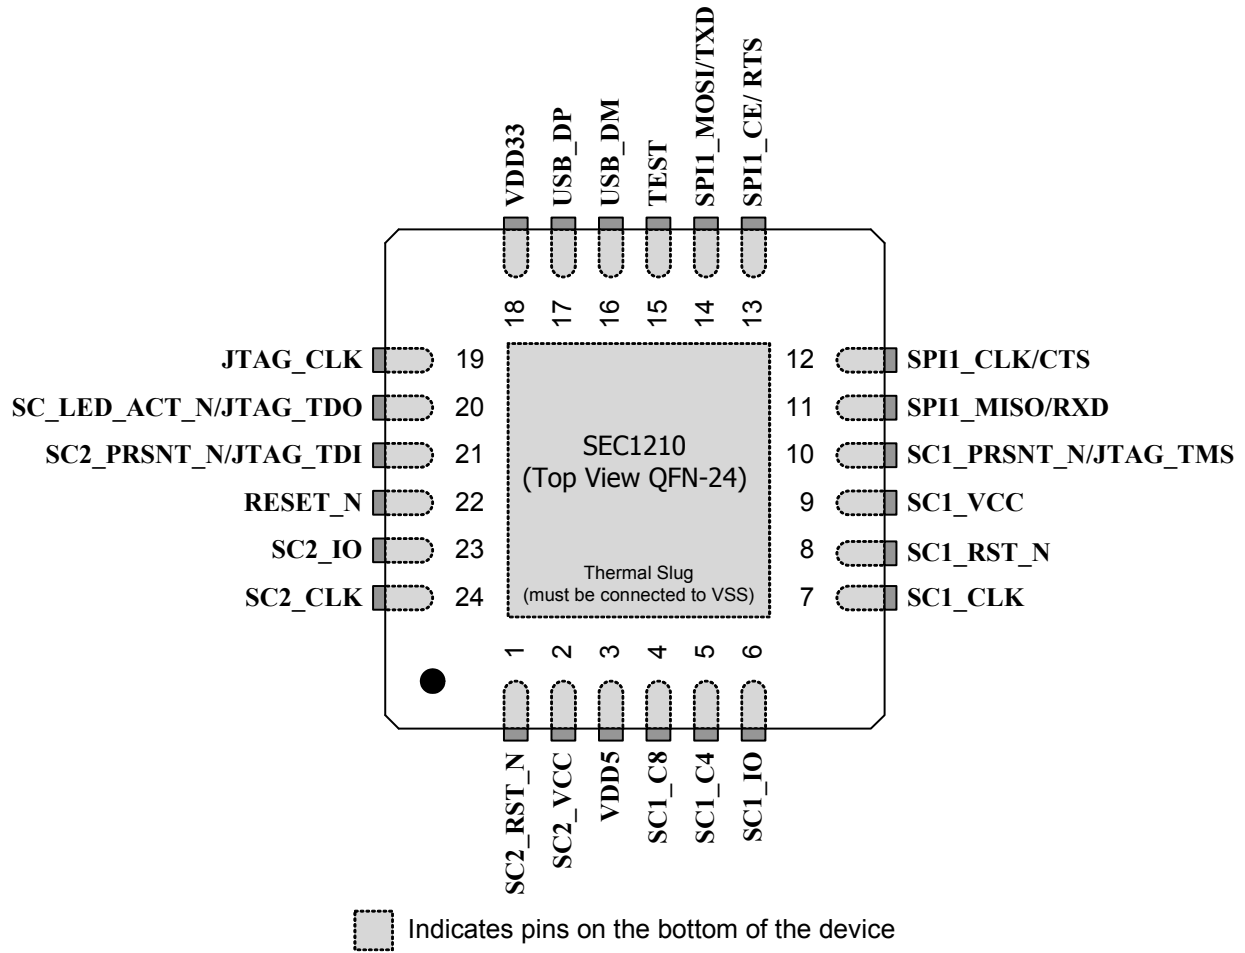 VDD33
USB_DP
USB_DM
TEST
SPI1_MOSI/TXD
SPI1_CE/ RTS
18
17
16
15
14
13
JTAG_CLK 19
SC_LED_ACT_N/JTAG_TDO 20
SC2_PRSNT_N/JTAG_TDI 21
RESET_N 22
SC2_IO 23
SC2_CLK 24
SEC1210
(Top View QFN-24)
Thermal Slug
(must be connected to VSS)
12 SPI1_CLK/CTS
11 SPI1_MISO/RXD
10 SC1_PRSNT_N/JTAG_TMS
9 SC1_VCC
8 SC1_RST_N
7 SC1_CLK
1
2
3
4
5
6
SC2_RST_N
SC2_VCC
VDD5
SC1_C8
SC1_C4
SC1_IO
Indicates pins on the bottom of the device